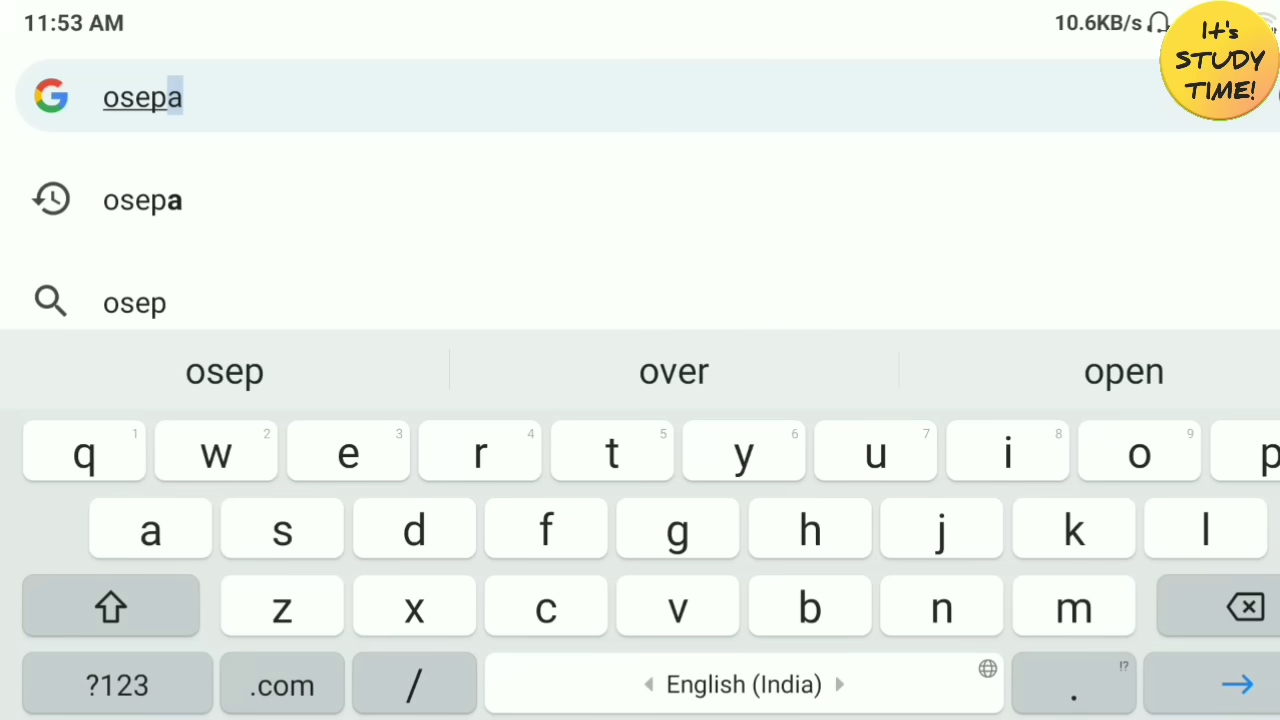 11:53 AM
10.6KB/s
It's
STUDY
TIME!
osepa
osepa
osep
osep over open
q 1 w 2 e 3 r 4 t 5 y 6 u 7 i 8 o 9 p
a s d f g h j k l
z x c v b n m
?123 .com / English (India) . !?